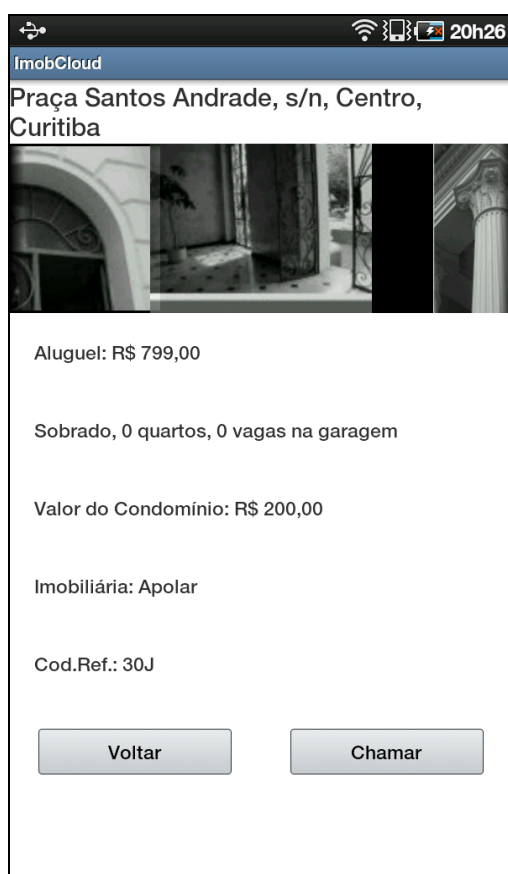 20h26
ImobCloud
Praça Santos Andrade, s/n, Centro,
Curitiba
Aluguel: R$ 799,00
Sobrado, 0 quartos, 0 vagas na garagem
Valor do Condomínio: R$ 200,00
Imobiliária: Apolar
Cod.Ref.: 30J
Voltar Chamar